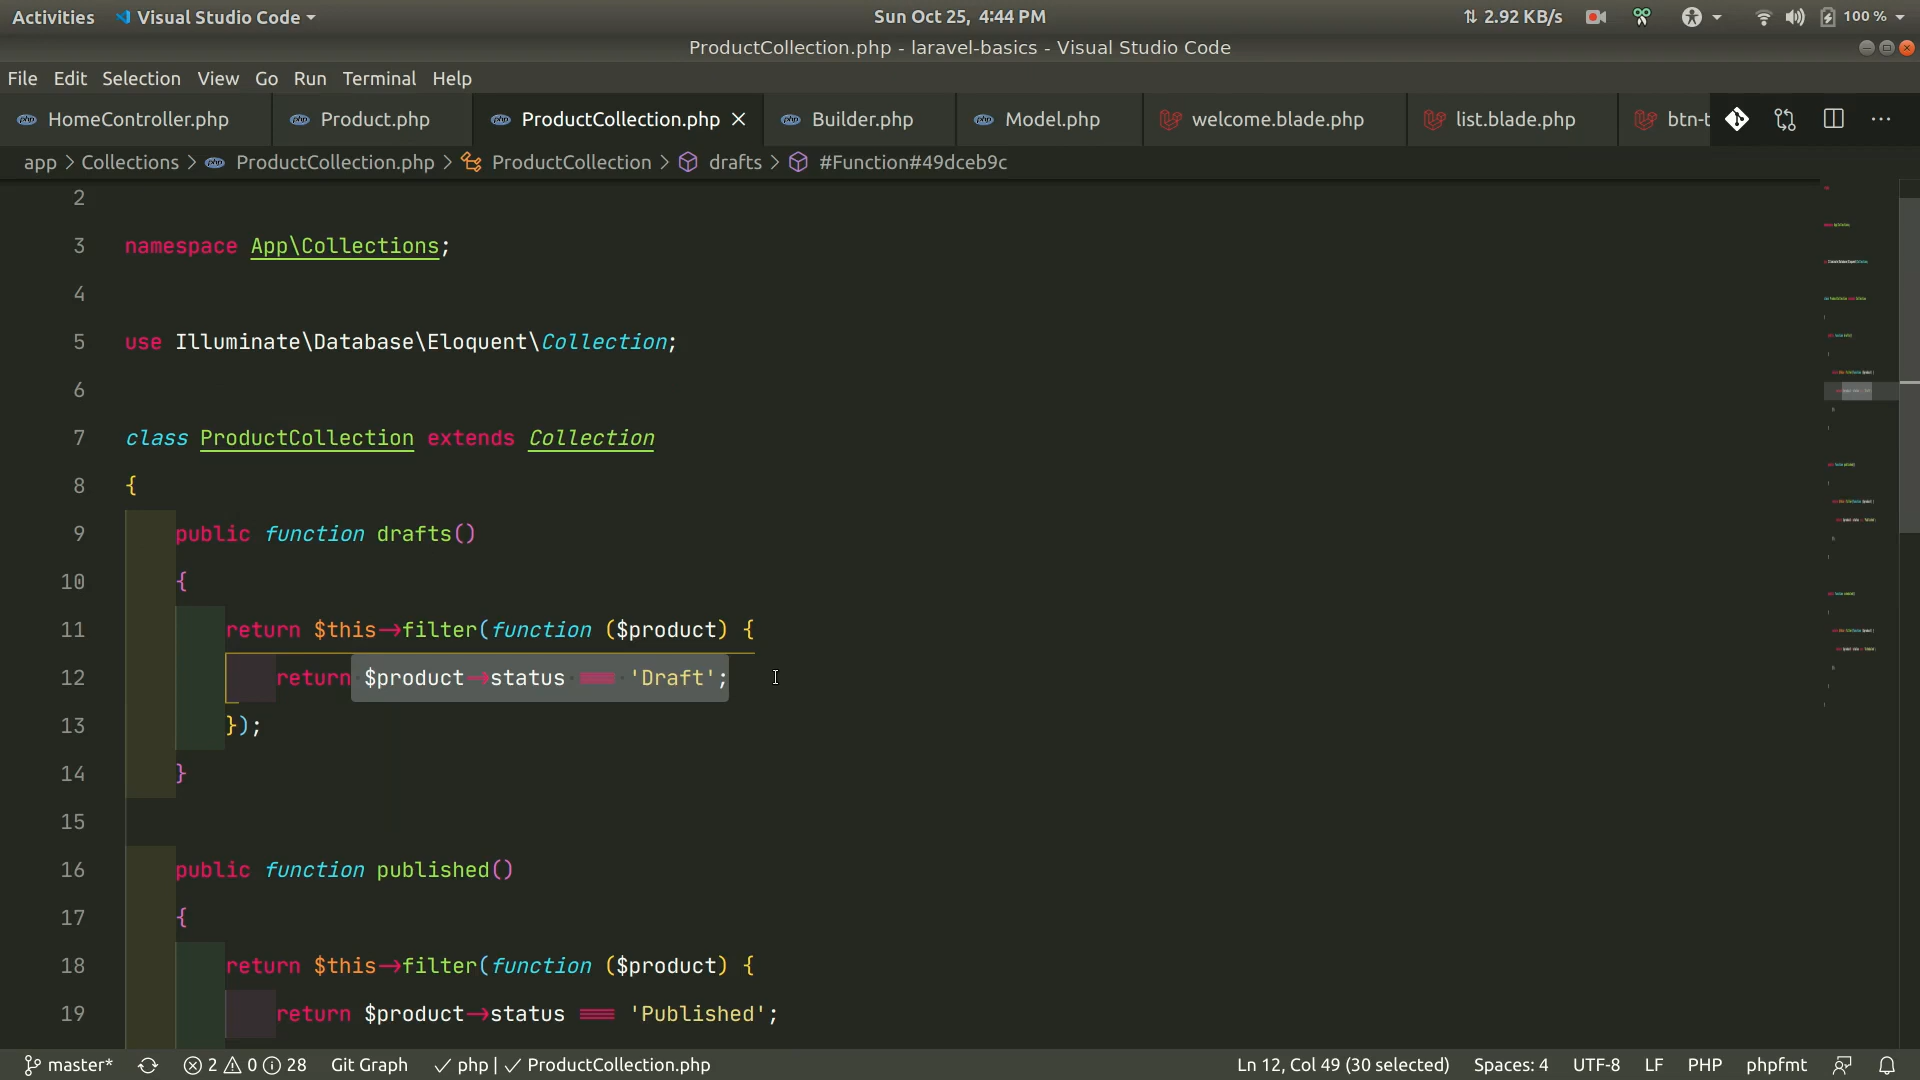 Activities Visual Studio Code Sun Oct 25, 4:44 PM 2.92 KB/s 100 %
ProductCollection.php - laravel-basics - Visual Studio Code
File Edit Selection View Go Run Terminal Help
HomeController.php Product.php ProductCollection.php Builder.php Model.php welcome.blade.php list.blade.php btn-t
app > Collections > ProductCollection.php > ProductCollection > drafts > #Function#49dceb9c
2
3 namespace App\Collections;
4
5 use Illuminate\Database\Eloquent\Collection;
6
7 class ProductCollection extends Collection
8 {
9 public function drafts()
10 {
11 return $this->filter(function ($product) {
12 return $product->status === 'Draft';
13 });
14 }
15
16 public function published()
17 {
18 return $this->filter(function ($product) {
19 return $product->status === 'Published';
master* 2 0 28 Git Graph ✓ php | ✓ ProductCollection.php Ln 12, Col 49 (30 selected) Spaces: 4 UTF-8 LF PHP phpfmt